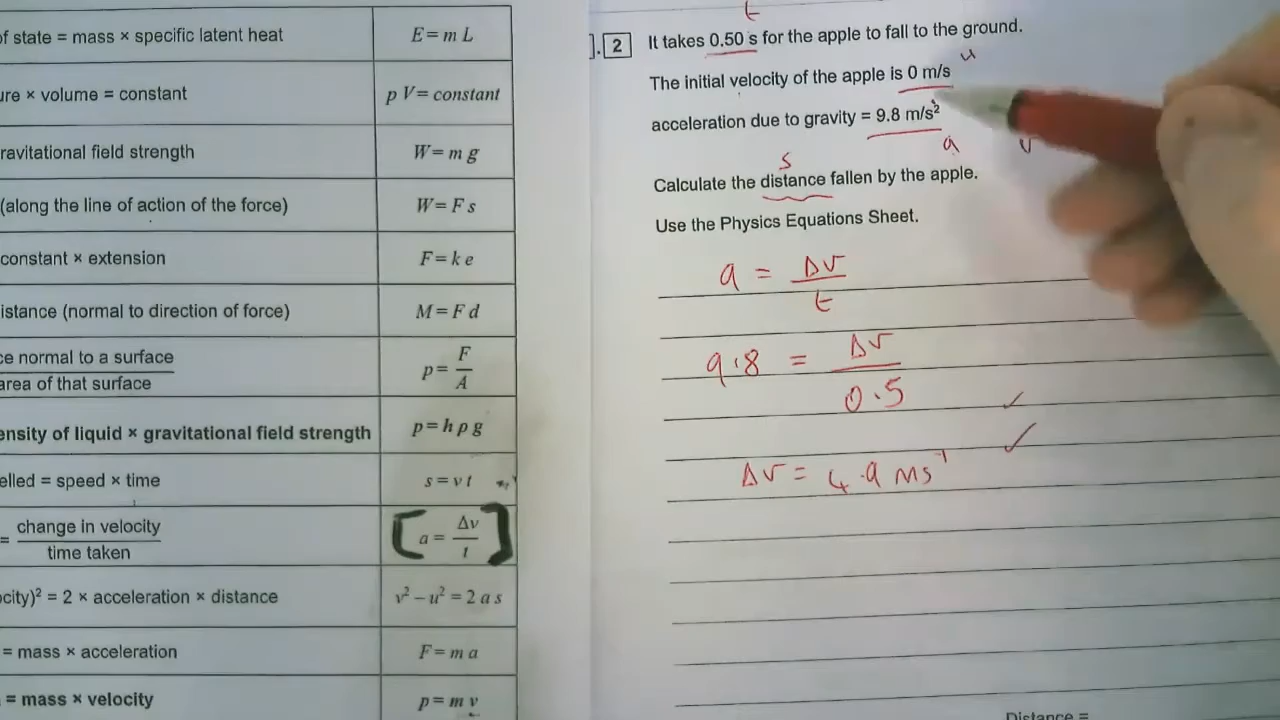 of state = mass × specific latent heat
E = m L
ure × volume = constant
p V = constant
ravitational field strength
W = m g
(along the line of action of the force)
W = F s
constant × extension
F = k e
istance (normal to direction of force)
M = F d
ce normal to a surface
area of that surface
p = F
A
ensity of liquid × gravitational field strength
p = h ρ g
elled = speed × time
s = v t
= change in velocity
time taken
[a = Δv
t]
ocity)² = 2 × acceleration × distance
v² – u² = 2 a s
= mass × acceleration
F = m a
= mass × velocity
p = m v
t
].2 It takes 0.50 s for the apple to fall to the ground.
The initial velocity of the apple is 0 m/s u
acceleration due to gravity = 9.8 m/s²
a v
s
Calculate the distance fallen by the apple.
Use the Physics Equations Sheet.
a = Δv
t
9.8 = Δv
0.5 ✓
Δv = 4.9 ms⁻¹ ✓
Distance =